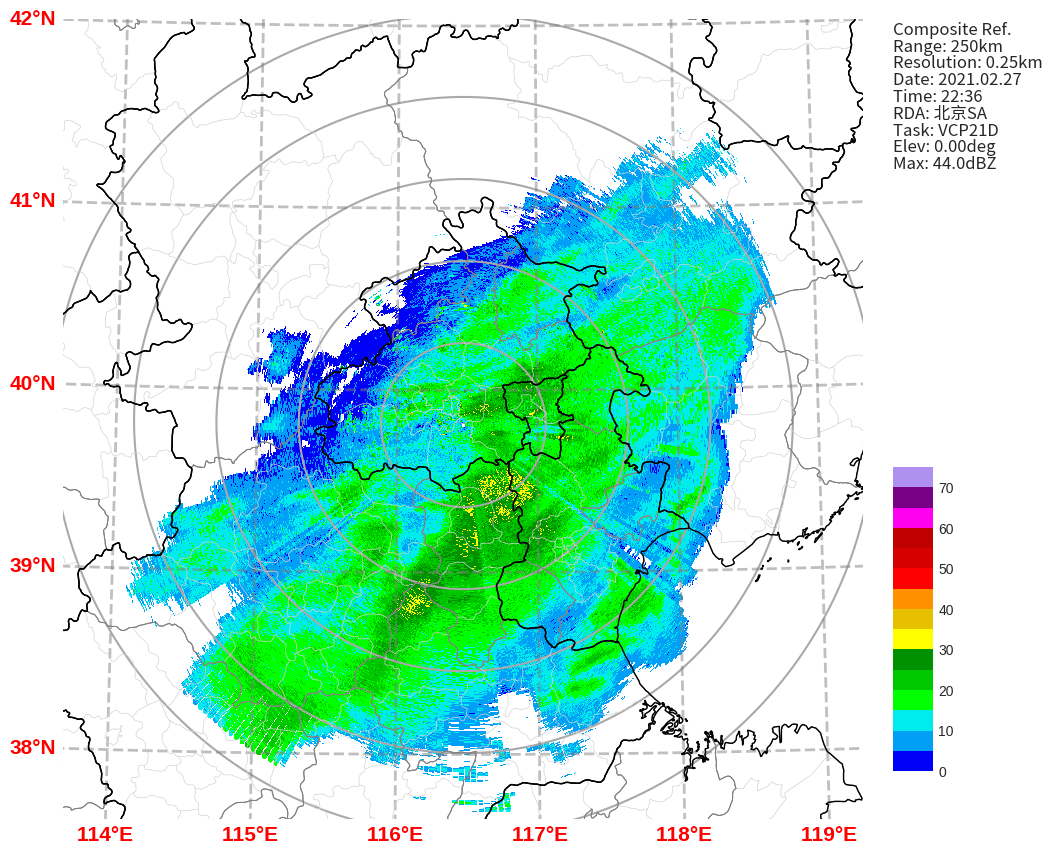 42°N
41°N
40°N
39°N
38°N
114°E
115°E
116°E
117°E
118°E
119°E
Composite Ref.
Range: 250km
Resolution: 0.25km
Date: 2021.02.27
Time: 22:36
RDA: 北京SA
Task: VCP21D
Elev: 0.00deg
Max: 44.0dBZ
70
60
50
40
30
20
10
0